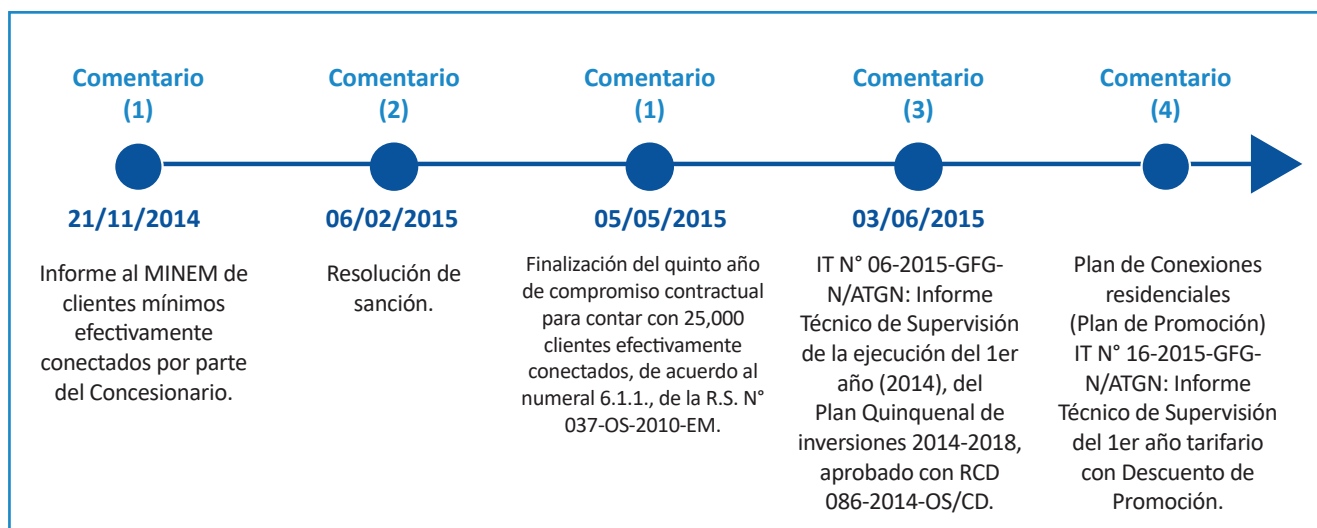 Comentario
(1)
Comentario
(2)
Comentario
(1)
Comentario
(3)
Comentario
(4)
21/11/2014
Informe al MINEM de
clientes mínimos
efectivamente
conectados por parte
del Concesionario.
06/02/2015
Resolución de
sanción.
05/05/2015
Finalización del quinto año
de compromiso contractual
para contar con 25,000
clientes efectivamente
conectados, de acuerdo al
numeral 6.1.1., de la R.S. N°
037-OS-2010-EM.
03/06/2015
IT N° 06-2015-GFG-
N/ATGN: Informe
Técnico de Supervisión
de la ejecución del 1er
año (2014), del
Plan Quinquenal de
inversiones 2014-2018,
aprobado con RCD
086-2014-OS/CD.
Plan de Conexiones
residenciales
(Plan de Promoción)
IT N° 16-2015-GFG-
N/ATGN: Informe
Técnico de Supervisión
del 1er año tarifario
con Descuento de
Promoción.